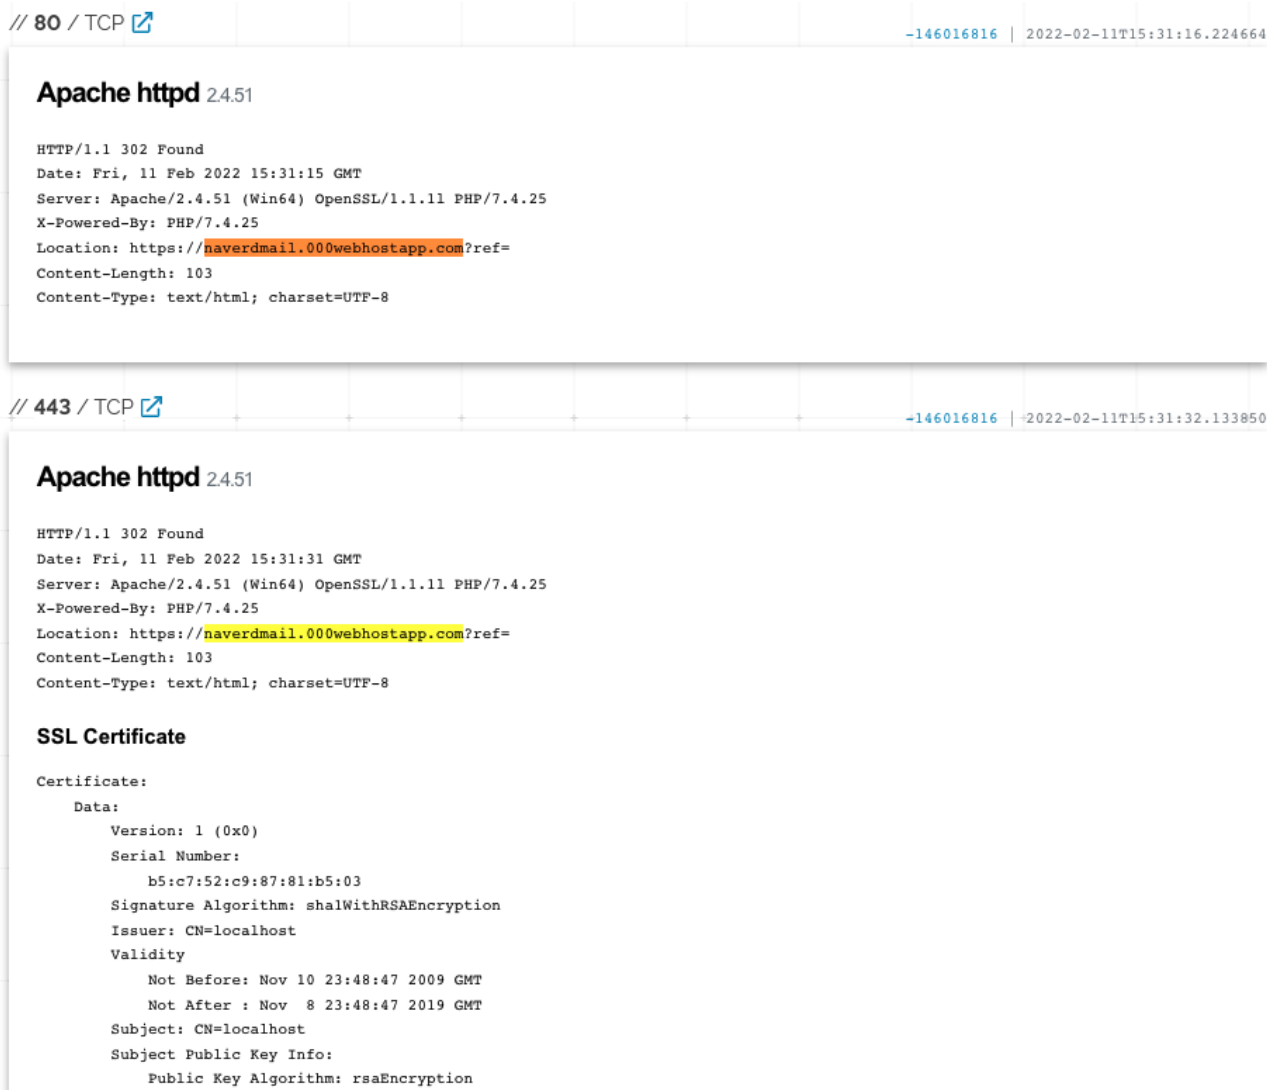 // 80 / TCP
-146016816 | 2022-02-11T15:31:16.224664
Apache httpd 2.4.51
HTTP/1.1 302 Found
Date: Fri, 11 Feb 2022 15:31:15 GMT
Server: Apache/2.4.51 (Win64) OpenSSL/1.1.1l PHP/7.4.25
X-Powered-By: PHP/7.4.25
Location: https://naverdmail.000webhostapp.com?ref=
Content-Length: 103
Content-Type: text/html; charset=UTF-8
// 443 / TCP
-146016816 | 2022-02-11T15:31:32.133850
Apache httpd 2.4.51
HTTP/1.1 302 Found
Date: Fri, 11 Feb 2022 15:31:31 GMT
Server: Apache/2.4.51 (Win64) OpenSSL/1.1.1l PHP/7.4.25
X-Powered-By: PHP/7.4.25
Location: https://naverdmail.000webhostapp.com?ref=
Content-Length: 103
Content-Type: text/html; charset=UTF-8
SSL Certificate
Certificate:
Data:
Version: 1 (0x0)
Serial Number:
b5:c7:52:c9:87:81:b5:03
Signature Algorithm: sha1WithRSAEncryption
Issuer: CN=localhost
Validity
Not Before: Nov 10 23:48:47 2009 GMT
Not After : Nov  8 23:48:47 2019 GMT
Subject: CN=localhost
Subject Public Key Info:
Public Key Algorithm: rsaEncryption